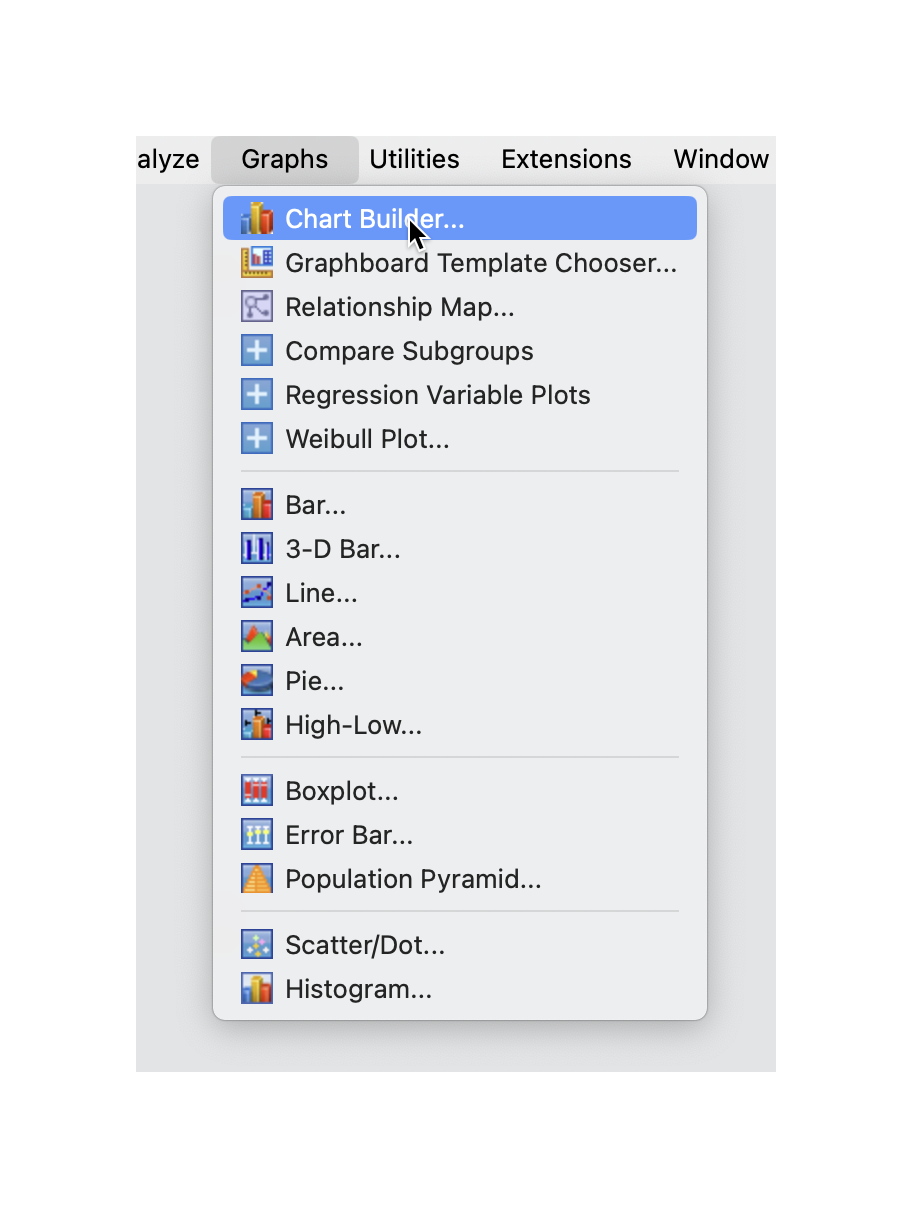 alyze Graphs Utilities Extensions Window
Chart Builder...
Graphboard Template Chooser...
Relationship Map...
Compare Subgroups
Regression Variable Plots
Weibull Plot...
Bar...
3-D Bar...
Line...
Area...
Pie...
High-Low...
Boxplot...
Error Bar...
Population Pyramid...
Scatter/Dot...
Histogram...